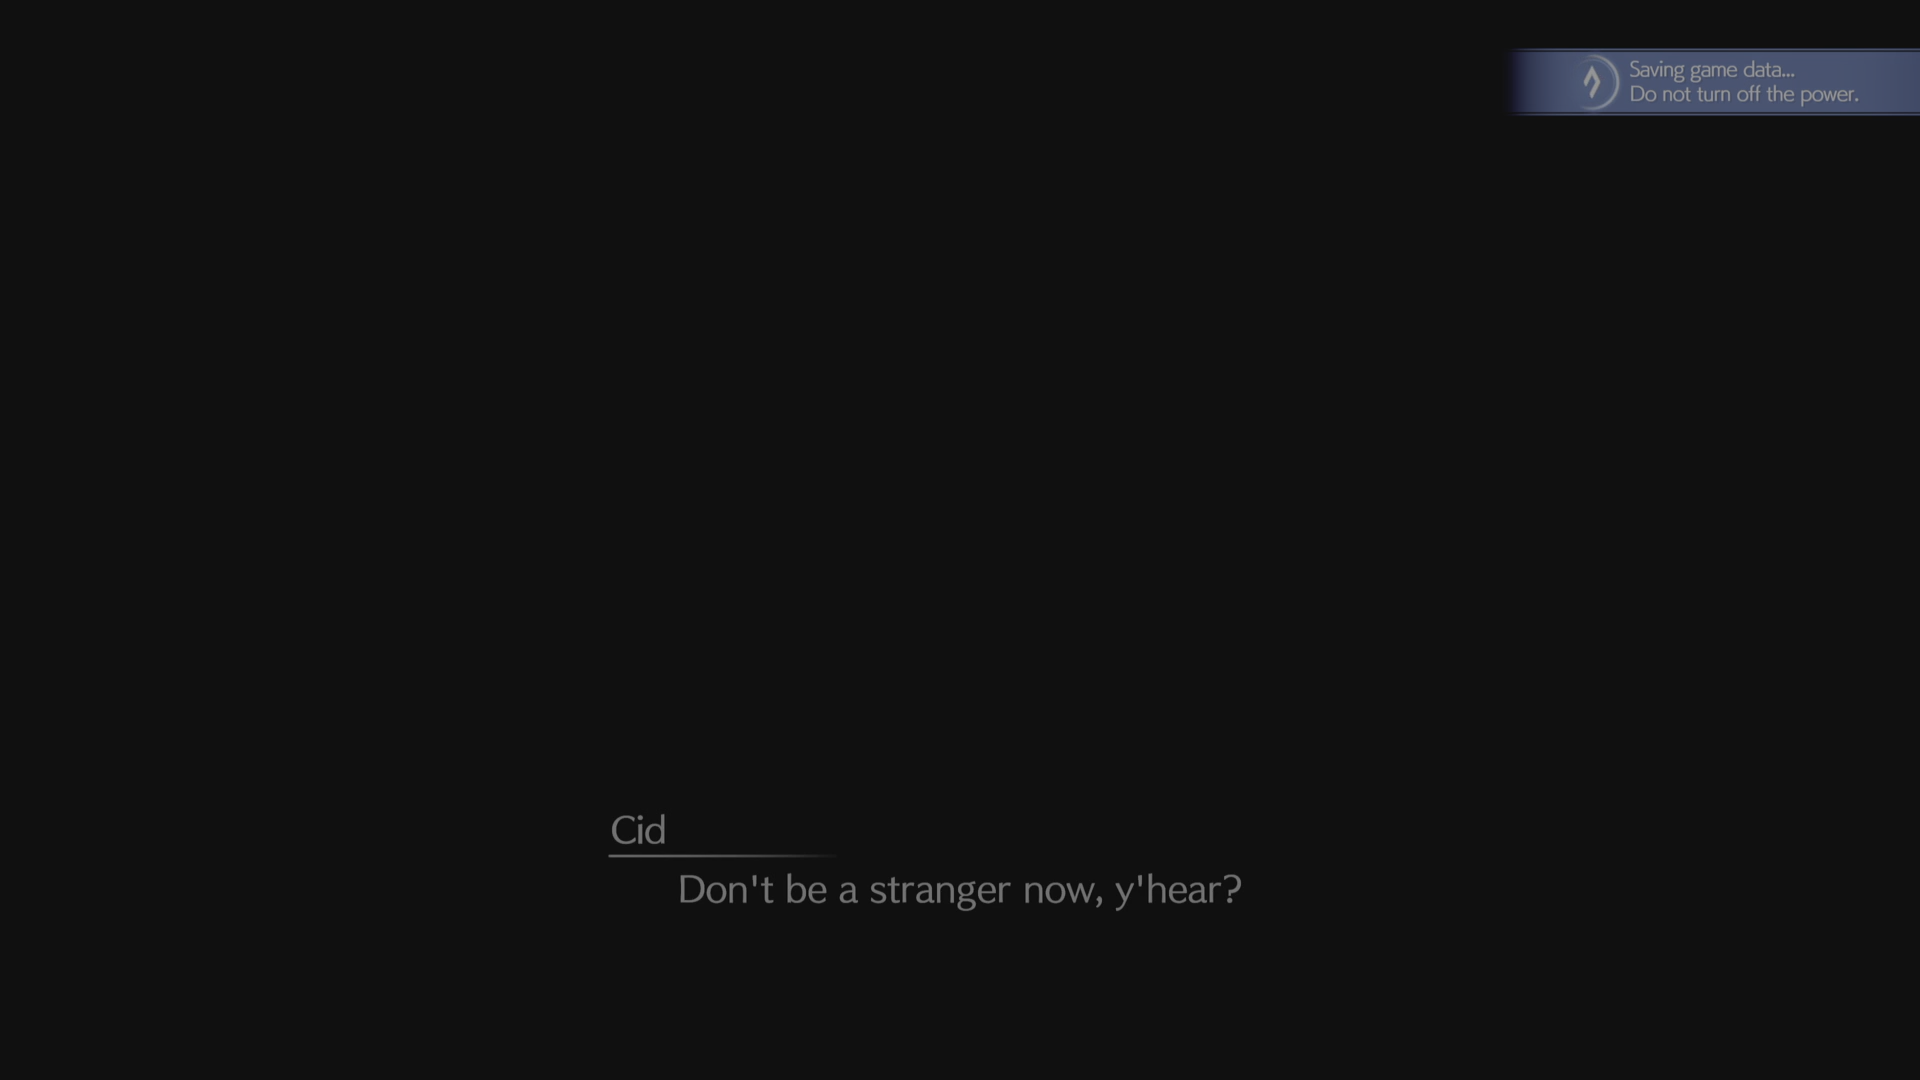 Saving game data...
Do not turn off the power.
Cid
Don't be a stranger now, y'hear?